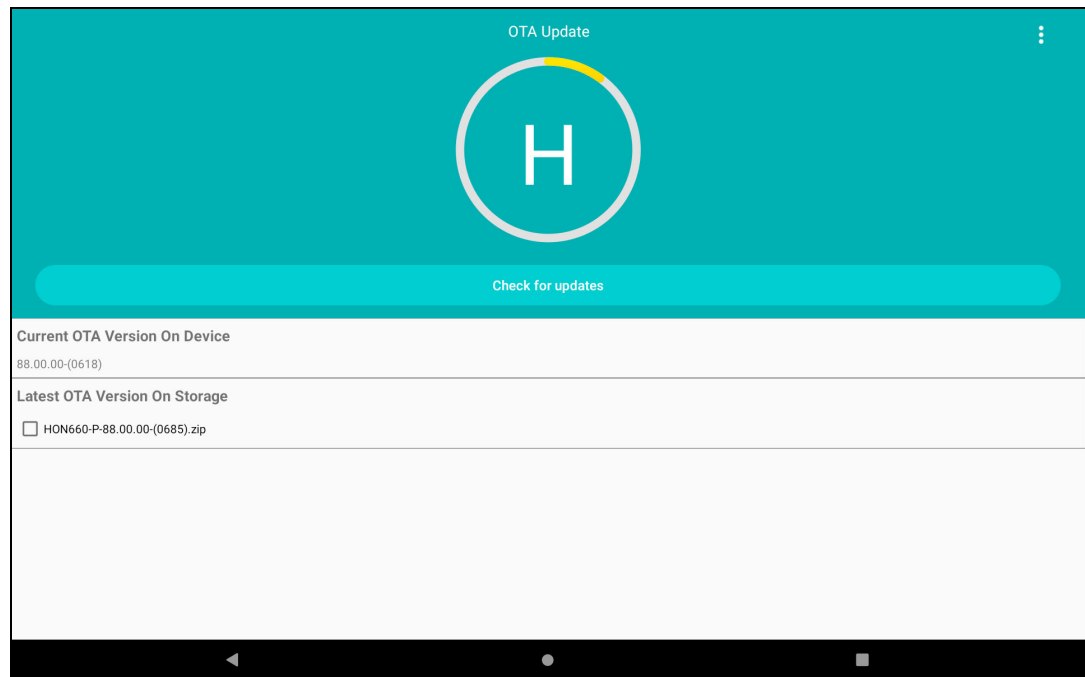 OTA Update
H
Check for updates
Current OTA Version On Device
88.00.00-(0618)
Latest OTA Version On Storage
HON660-P-88.00.00-(0685).zip